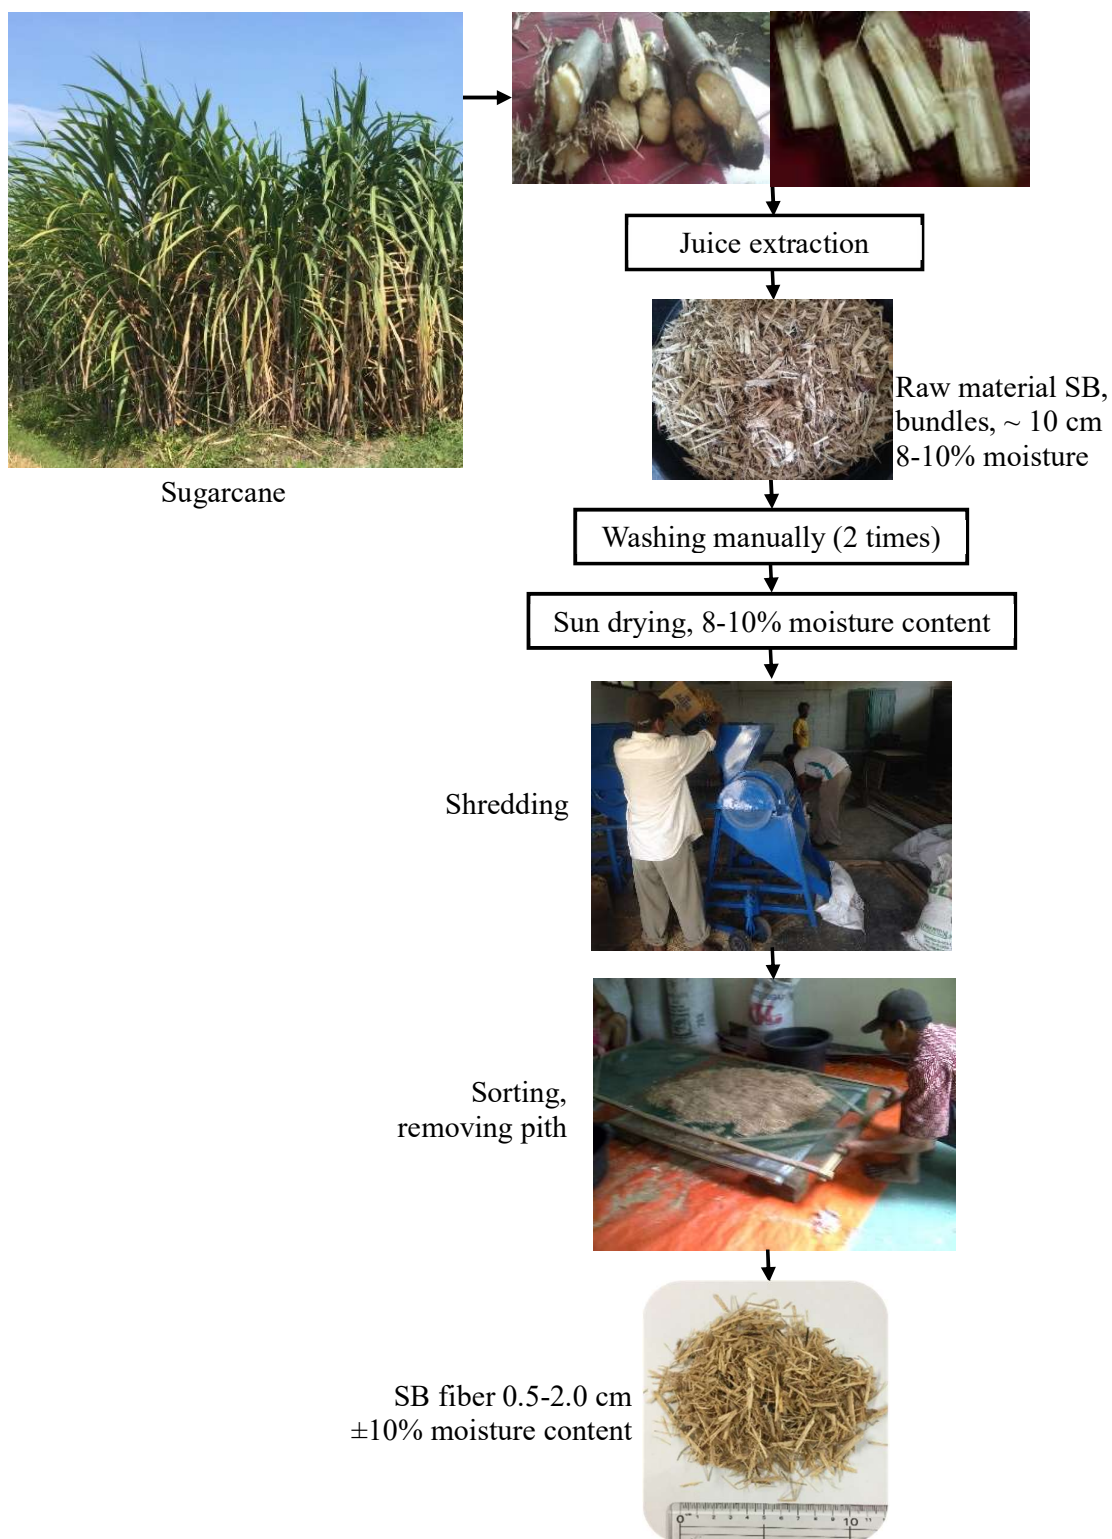 Sugarcane
Juice extraction
Raw material SB,
bundles, ~ 10 cm
8-10% moisture
Washing manually (2 times)
Sun drying, 8-10% moisture content
Shredding
Sorting,
removing pith
SB fiber 0.5-2.0 cm
±10% moisture content
0 10